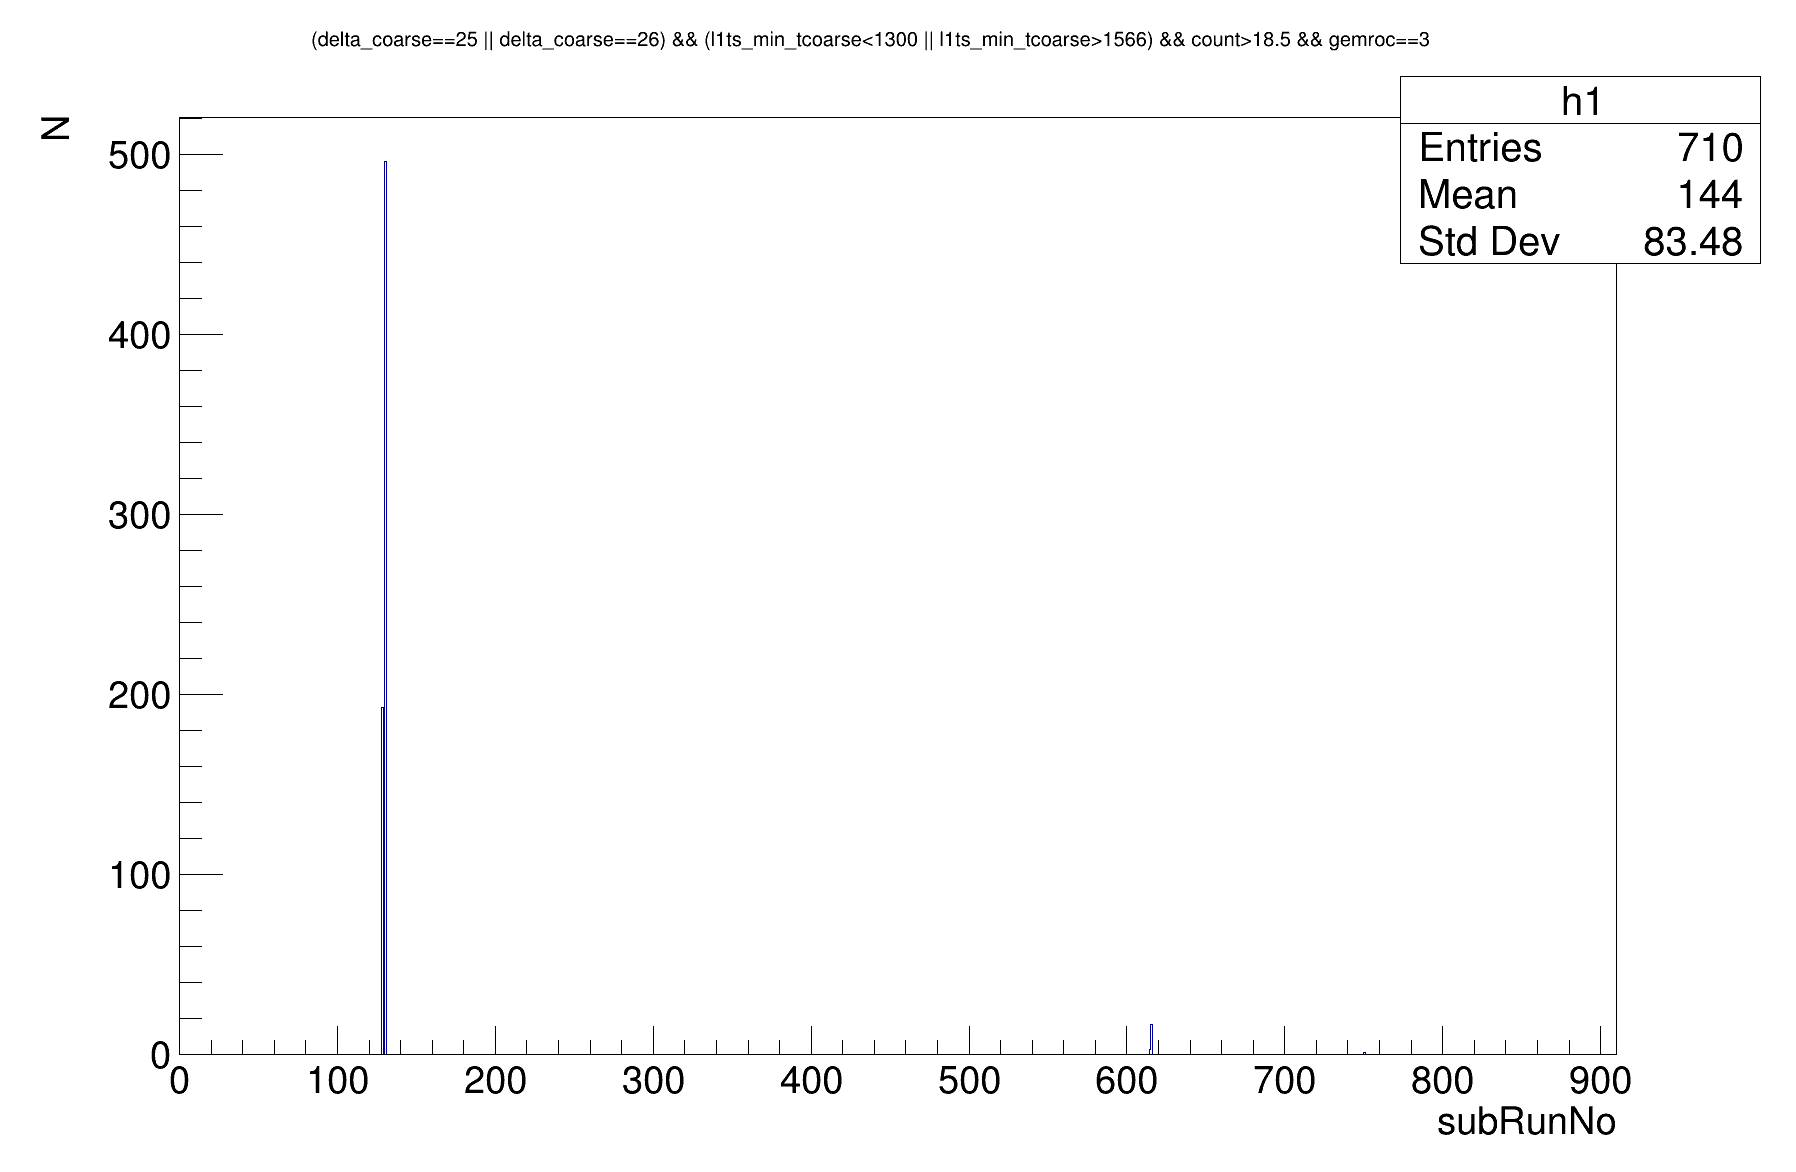 (delta_coarse==25 || delta_coarse==26) && (l1ts_min_tcoarse<1300 || l1ts_min_tcoarse>1566) && count>18.5 && gemroc==3
h1
Entries 710
Mean 144
Std Dev 83.48
N
500
400
300
200
100
0
0 100 200 300 400 500 600 700 800 900
subRunNo